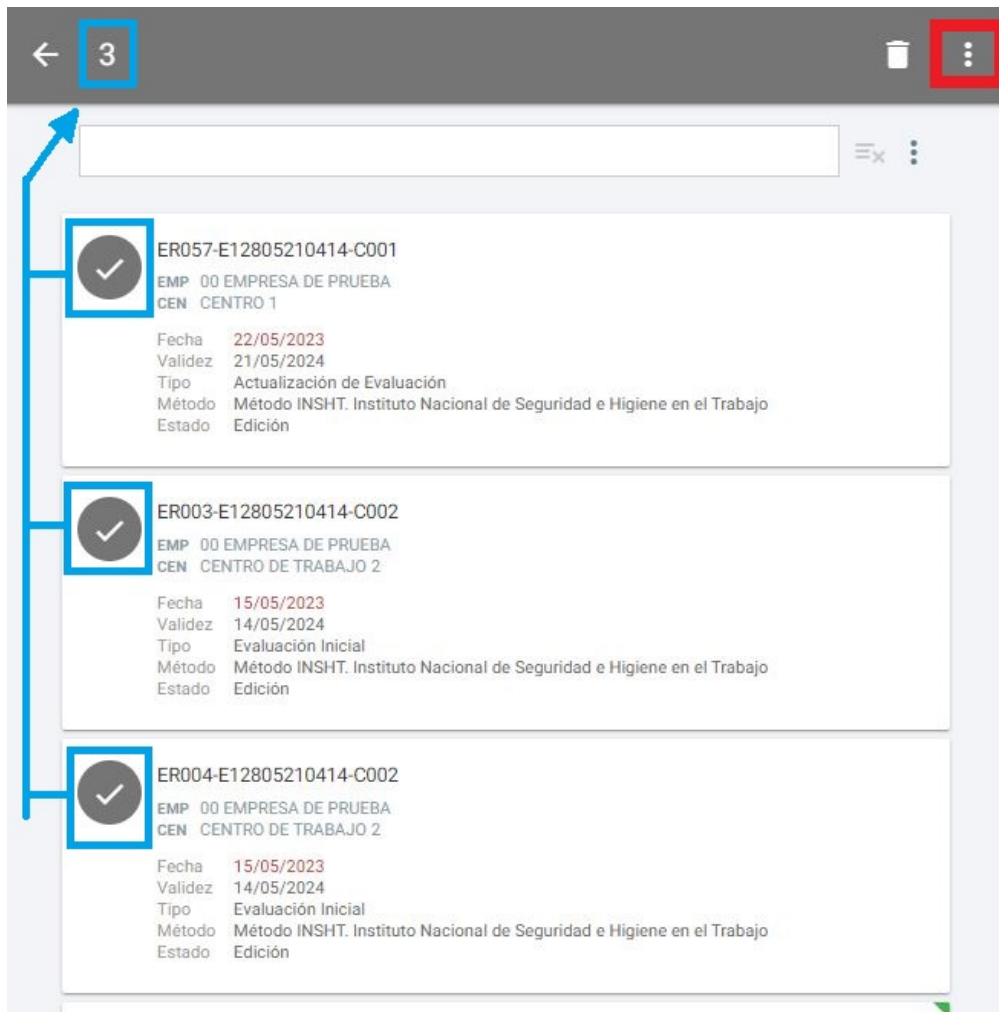 3
ER057-E12805210414-C001
EMP 00 EMPRESA DE PRUEBA
CEN CENTRO 1
Fecha 22/05/2023
Validez 21/05/2024
Tipo Actualización de Evaluación
Método Método INSHT. Instituto Nacional de Seguridad e Higiene en el Trabajo
Estado Edición
ER003-E12805210414-C002
EMP 00 EMPRESA DE PRUEBA
CEN CENTRO DE TRABAJO 2
Fecha 15/05/2023
Validez 14/05/2024
Tipo Evaluación Inicial
Método Método INSHT. Instituto Nacional de Seguridad e Higiene en el Trabajo
Estado Edición
ER004-E12805210414-C002
EMP 00 EMPRESA DE PRUEBA
CEN CENTRO DE TRABAJO 2
Fecha 15/05/2023
Validez 14/05/2024
Tipo Evaluación Inicial
Método Método INSHT. Instituto Nacional de Seguridad e Higiene en el Trabajo
Estado Edición